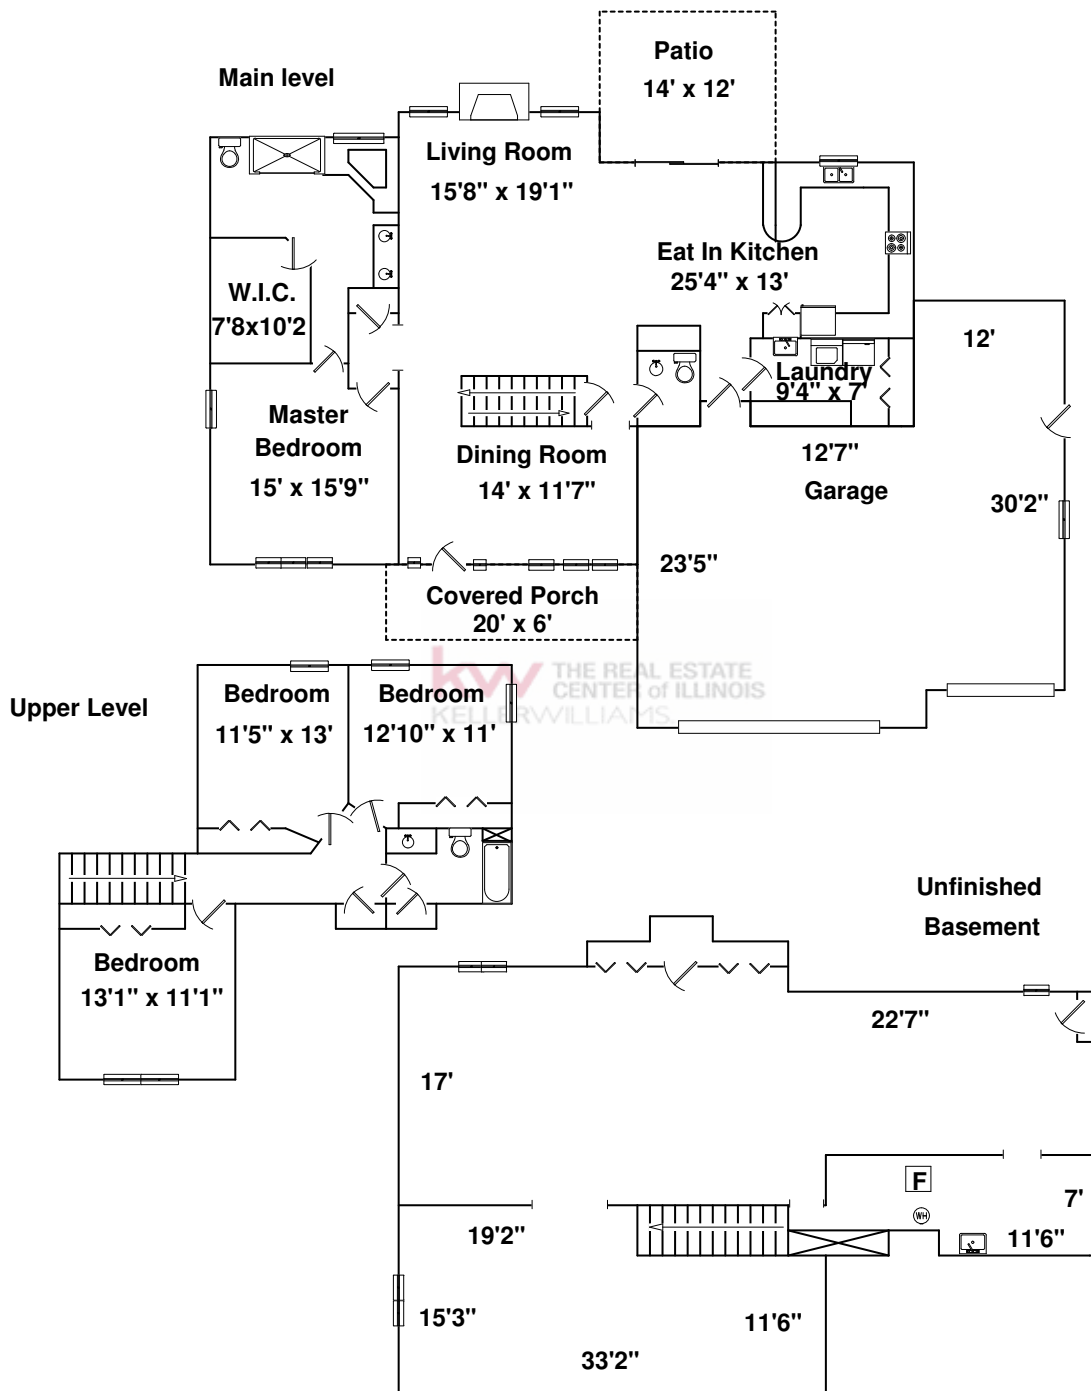 Main level
Patio
14' x 12'
Living Room
15'8" x 19'1"
Eat In Kitchen
25'4" x 13'
W.I.C.
7'8x10'2
12'
Laundry
9'4" x 7'
Master
Bedroom
15' x 15'9"
Dining Room
14' x 11'7"
12'7"
Garage
30'2"
23'5"
Covered Porch
20' x 6'
kw THE REAL ESTATE
CENTER of ILLINOIS
KELLERWILLIAMS.
Upper Level
Bedroom
11'5" x 13'
Bedroom
12'10" x 11'
Bedroom
13'1" x 11'1"
Unfinished
Basement
22'7"
17'
F
WH
7'
11'6"
19'2"
15'3"
11'6"
33'2"